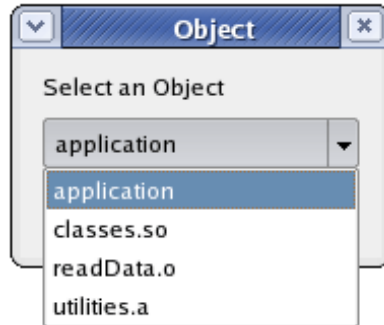 Object
Select an Object
application
application
classes.so
readData.o
utilities.a